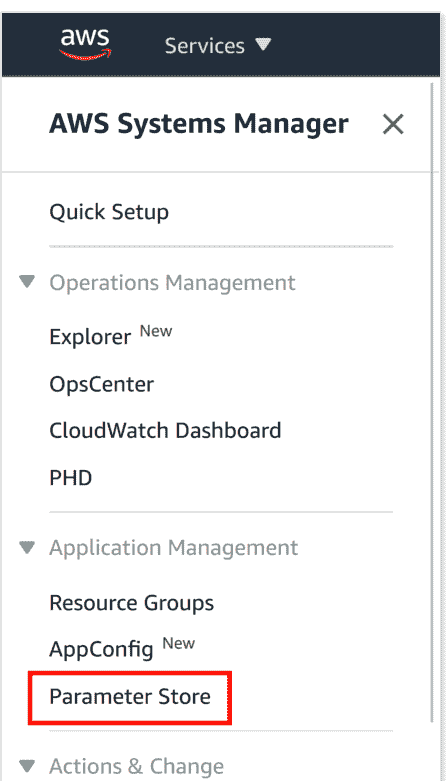 aws Services
AWS Systems Manager
Quick Setup
Operations Management
Explorer New
OpsCenter
CloudWatch Dashboard
PHD
Application Management
Resource Groups
AppConfig New
Parameter Store
Actions & Change